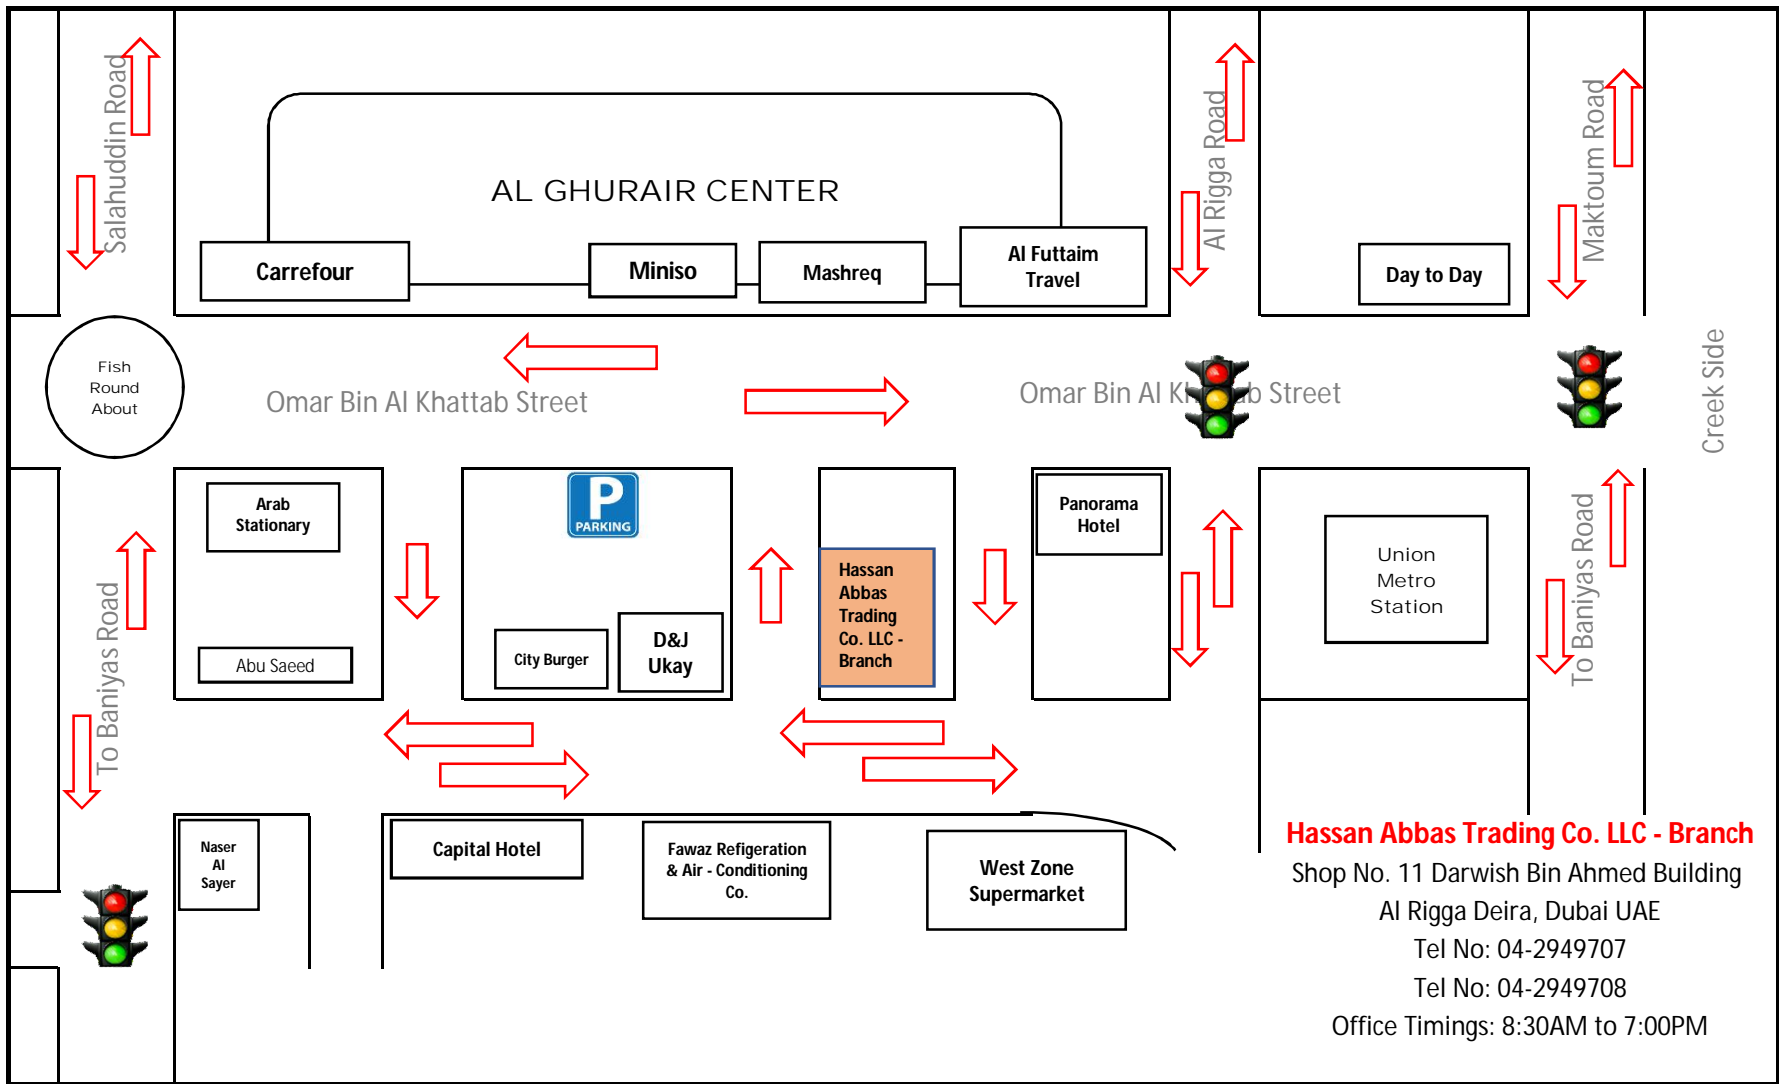 Salahuddin Road
AL GHURAIR CENTER
Al Rigga Road
Maktoum Road
Carrefour
Miniso
Mashreq
Al Futtaim
Travel
Day to Day
Fish
Round
About
Omar Bin Al Khattab Street
Omar Bin Al Kh ab Street
Creek Side
Arab
Stationary
P
PARKING
Panorama
Hotel
Union
Metro
Station
Hassan
Abbas
Trading
Co. LLC -
Branch
To Baniyas Road
To Baniyas Road
Abu Saeed
City Burger
D&J
Ukay
Naser
Al
Sayer
Capital Hotel
Fawaz Refigeration
& Air - Conditioning
Co.
West Zone
Supermarket
Hassan Abbas Trading Co. LLC - Branch
Shop No. 11 Darwish Bin Ahmed Building
Al Rigga Deira, Dubai UAE
Tel No: 04-2949707
Tel No: 04-2949708
Office Timings: 8:30AM to 7:00PM